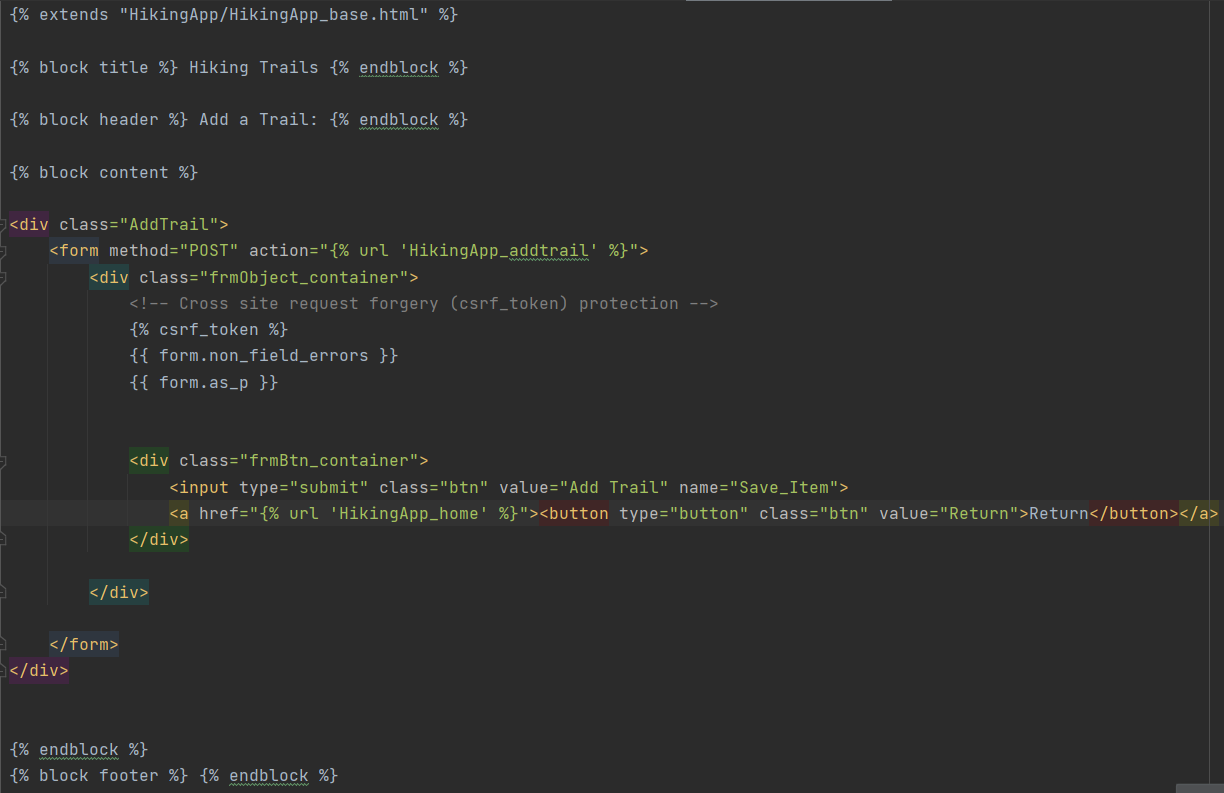 {% extends "HikingApp/HikingApp_base.html" %}
{% block title %} Hiking Trails {% endblock %}
{% block header %} Add a Trail: {% endblock %}
{% block content %}
<div class="AddTrail">
<form method="POST" action="{% url 'HikingApp_addtrail' %}">
<div class="frmObject_container">
<!-- Cross site request forgery (csrf_token) protection -->
{% csrf_token %}
{{ form.non_field_errors }}
{{ form.as_p }}
<div class="frmBtn_container">
<input type="submit" class="btn" value="Add Trail" name="Save_Item">
<a href="{% url 'HikingApp_home' %}"><button type="button" class="btn" value="Return">Return</button></a>
</div>
</div>
</form>
</div>
{% endblock %}
{% block footer %} {% endblock %}